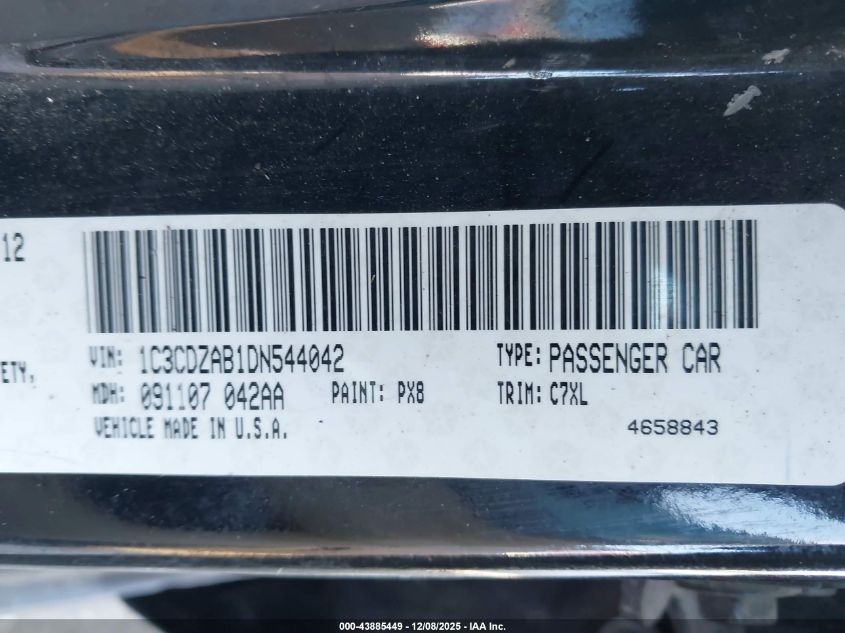 12
VIN: 1C3CDZAB1DN544042
TYPE: PASSENGER CAR
ETY,
MDH: 091107 042AA
PAINT: PX8
TRIM: C7XL
VEHICLE MADE IN U.S.A.
4658843
000-43885449 - 12/08/2025 - IAA Inc.